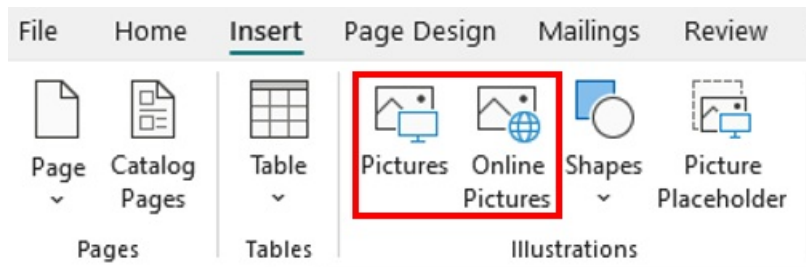 File Home Insert Page Design Mailings Review
Page Catalog Pages Table Pictures Online Pictures Shapes Picture Placeholder
Pages Tables Illustrations